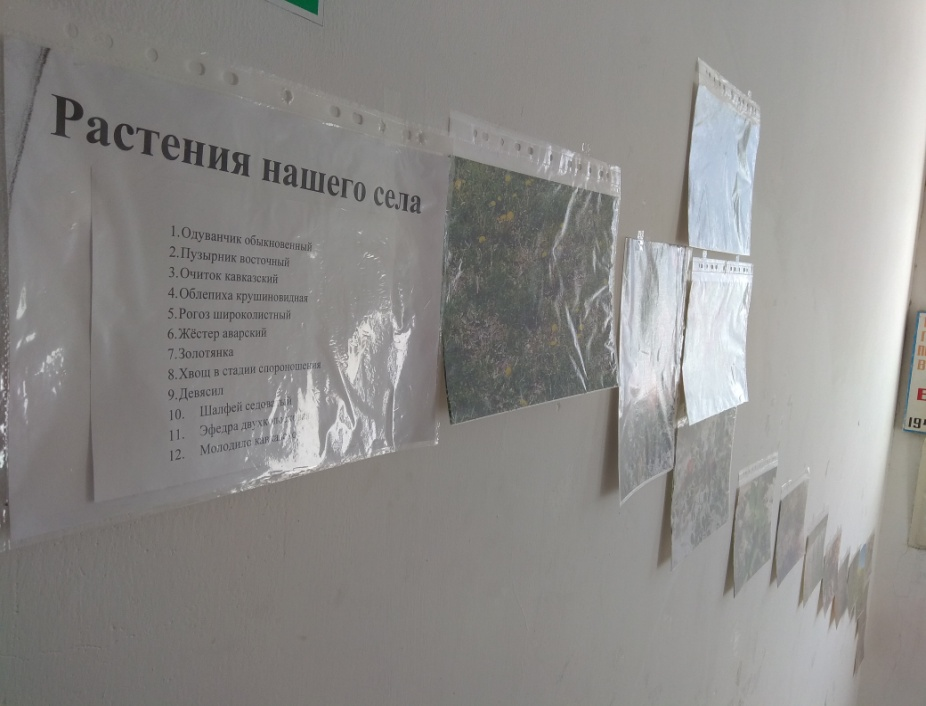 Растения нашего села
1.Одуванчик обыкновенный
2.Пузырник восточный
3.Очиток кавказский
4.Облепиха крушиновидная
5.Рогоз широколистный
6.Жёстер аварский
7.Золотянка
8.Хвощ в стадии спороношения
9.Девясил
10. Шалфей
11. Эфедра
12. Молодило